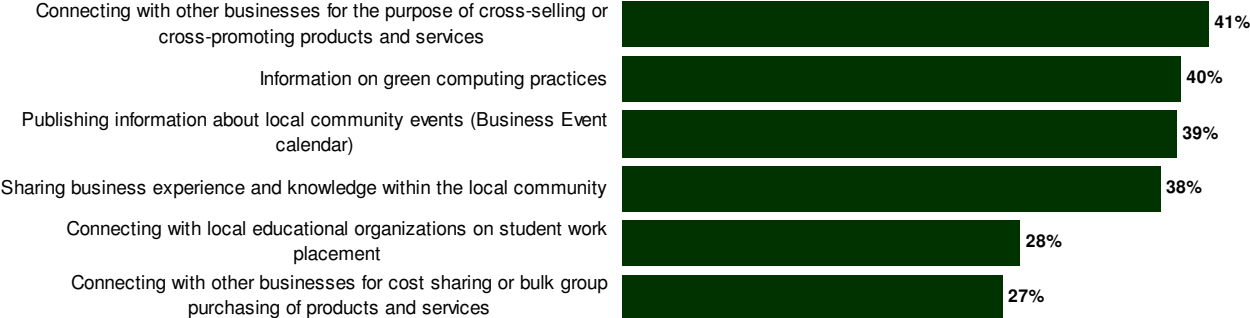 Connecting with other businesses for the purpose of cross-selling or
cross-promoting products and services
41%
Information on green computing practices
40%
Publishing information about local community events (Business Event
calendar)
39%
Sharing business experience and knowledge within the local community
38%
Connecting with local educational organizations on student work
placement
28%
Connecting with other businesses for cost sharing or bulk group
purchasing of products and services
27%